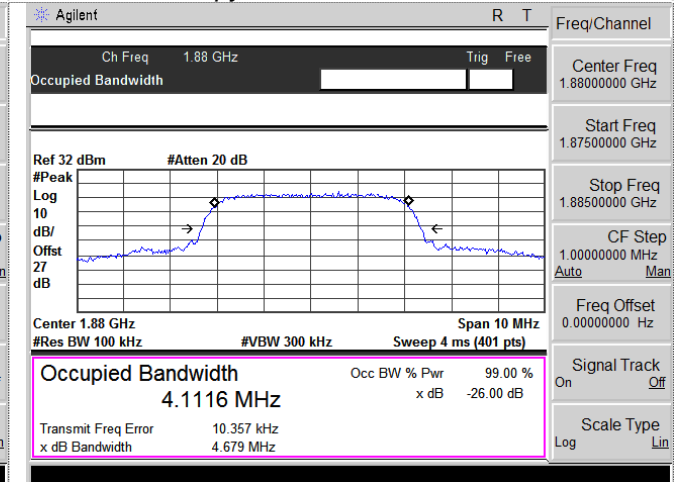 Agilent R T
Freq/Channel
Ch Freq 1.88 GHz Trig Free
Occupied Bandwidth
Center Freq
1.88000000 GHz
Start Freq
1.87500000 GHz
Stop Freq
1.88500000 GHz
CF Step
1.00000000 MHz
Auto Man
Freq Offset
0.00000000 Hz
Signal Track
On Off
Scale Type
Log Lin
Ref 32 dBm #Atten 20 dB
#Peak
Log
10
dB/
Offst
27
dB
Center 1.88 GHz Span 10 MHz
#Res BW 100 kHz #VBW 300 kHz Sweep 4 ms (401 pts)
Occupied Bandwidth Occ BW % Pwr 99.00 %
4.1116 MHz x dB -26.00 dB
Transmit Freq Error 10.357 kHz
x dB Bandwidth 4.679 MHz